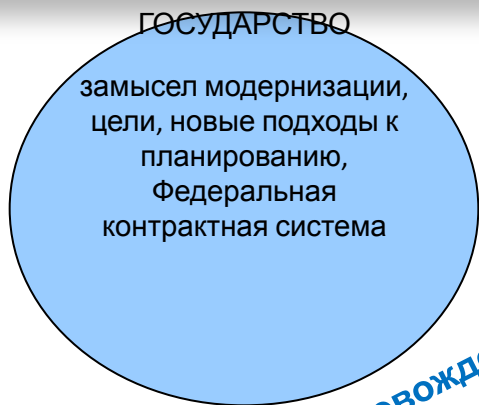 ГОСУДАРСТВО
замысел модернизации,
цели, новые подходы к
планированию,
Федеральная
контрактная система